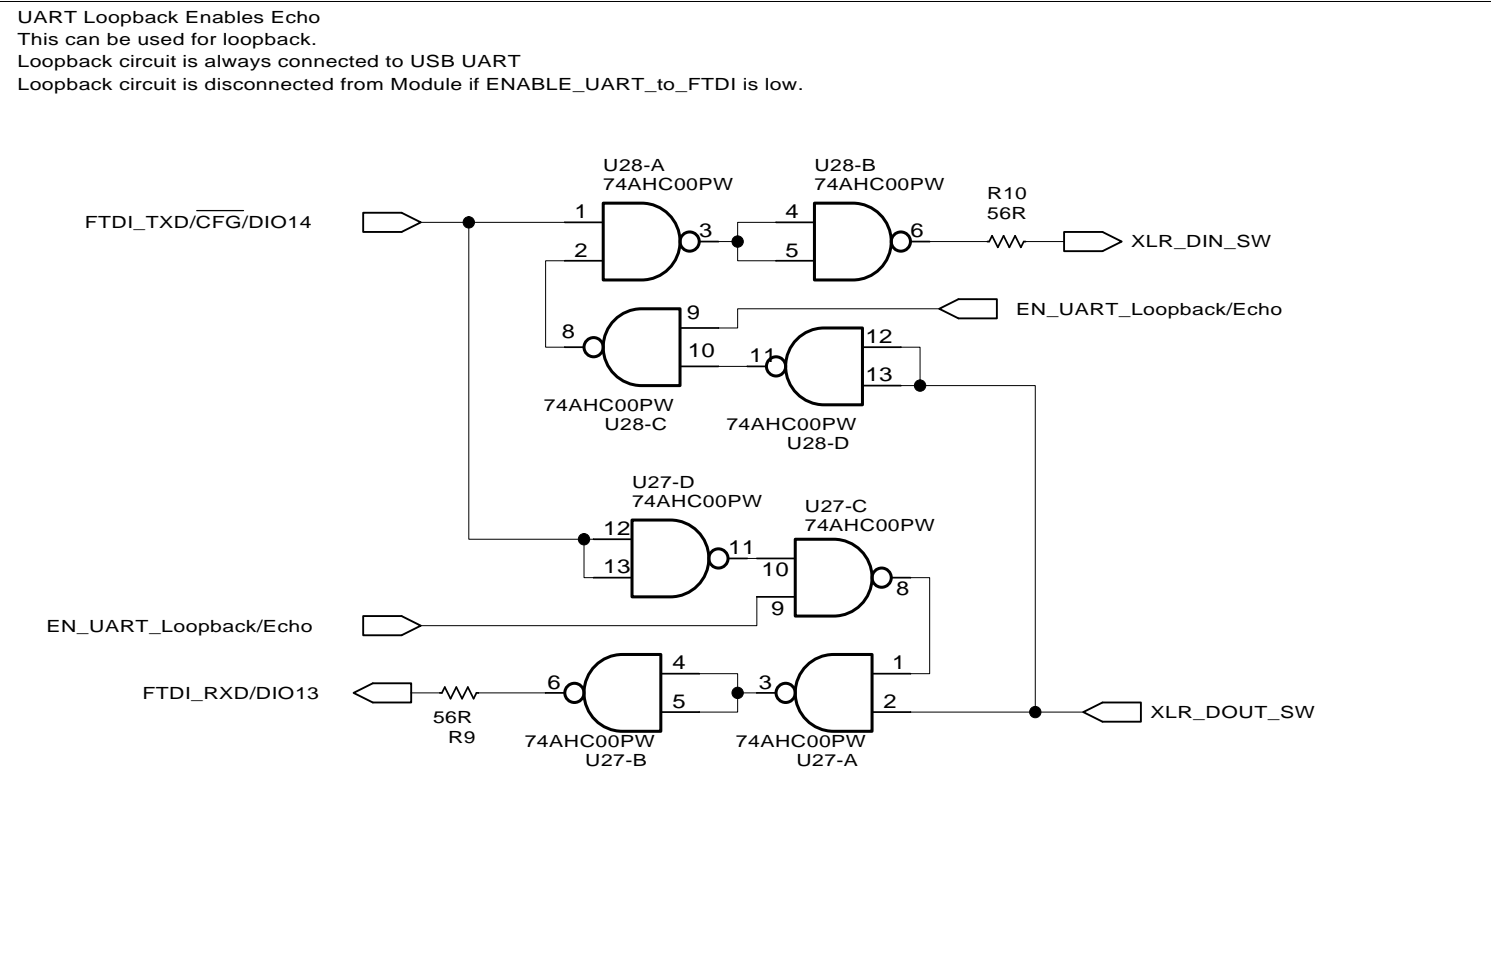 UART Loopback Enables Echo
This can be used for loopback.
Loopback circuit is always connected to USB UART
Loopback circuit is disconnected from Module if ENABLE_UART_to_FTDI is low.
U28-A
74AHC00PW
U28-B
74AHC00PW
R10
56R
FTDI_TXD/CFG/DIO14
1
2
3
4
5
6
XLR_DIN_SW
EN_UART_Loopback/Echo
8
9
10
11
12
13
74AHC00PW
U28-C
74AHC00PW
U28-D
U27-D
74AHC00PW
U27-C
74AHC00PW
12
13
11
10
9
8
EN_UART_Loopback/Echo
FTDI_RXD/DIO13
56R
R9
6
4
5
3
1
2
XLR_DOUT_SW
74AHC00PW
U27-B
74AHC00PW
U27-A